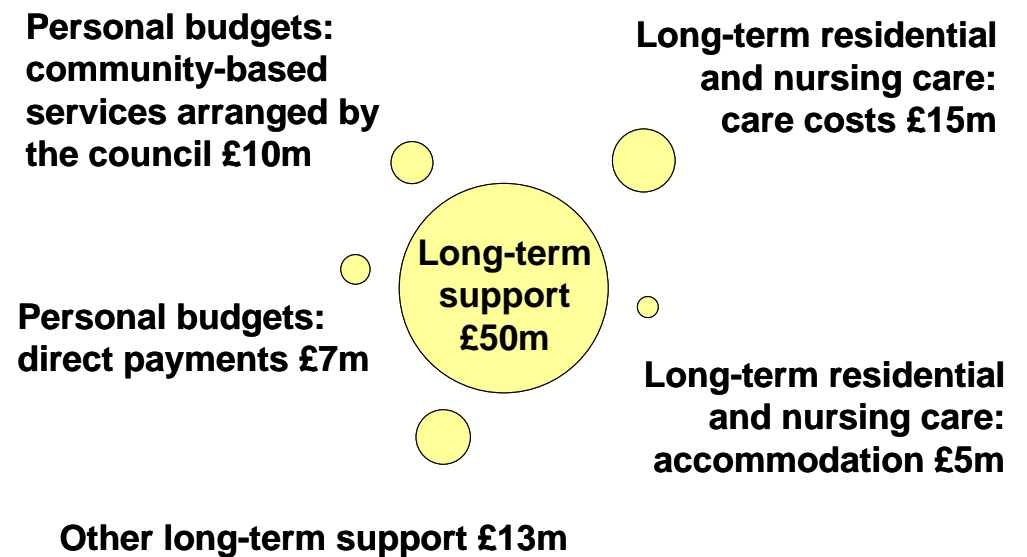 Personal budgets:
community-based
services arranged by
the council £10m
Long-term residential
and nursing care:
care costs £15m
Long-term
support
£50m
Personal budgets:
direct payments £7m
Long-term residential
and nursing care:
accommodation £5m
Other long-term support £13m